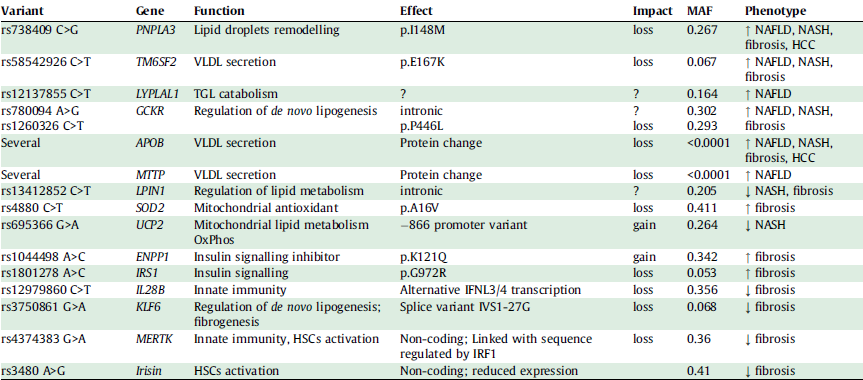 Variant Gene Function Effect Impact MAF Phenotype
rs738409 C>G PNPLA3 Lipid droplets remodelling p.I148M loss 0.267 ↑ NAFLD, NASH,
fibrosis, HCC
rs58542926 C>T TM6SF2 VLDL secretion p.E167K loss 0.067 ↑ NAFLD, NASH,
fibrosis
rs12137855 C>T LYPLAL1 TGL catabolism ? ? 0.164 ↑ NAFLD
rs780094 A>G GCKR Regulation of de novo lipogenesis intronic ? 0.302 ↑ NAFLD, NASH,
rs1260326 C>T p.P446L loss 0.293 fibrosis
Several APOB VLDL secretion Protein change loss <0.0001 ↑ NAFLD, NASH,
fibrosis, HCC
Several MTTP VLDL secretion Protein change loss <0.0001 ↑ NAFLD
rs13412852 C>T LPIN1 Regulation of lipid metabolism intronic ? 0.205 ↓ NASH, fibrosis
rs4880 C>T SOD2 Mitochondrial antioxidant p.A16V loss 0.411 ↑ fibrosis
rs695366 G>A UCP2 Mitochondrial lipid metabolism −866 promoter variant gain 0.264 ↓ NASH
OxPhos
rs1044498 A>C ENPP1 Insulin signalling inhibitor p.K121Q gain 0.342 ↑ fibrosis
rs1801278 A>C IRS1 Insulin signalling p.G972R loss 0.053 ↑ fibrosis
rs12979860 C>T IL28B Innate immunity Alternative IFNL3/4 transcription loss 0.356 ↓ fibrosis
rs3750861 G>A KLF6 Regulation of de novo lipogenesis; Splice variant IVS1-27G loss 0.068 ↓ fibrosis
fibrogenesis
rs4374383 G>A MERTK Innate immunity, HSCs activation Non-coding; Linked with sequence loss 0.36 ↓ fibrosis
regulated by IRF1
rs3480 A>G Irisin HSCs activation Non-coding; reduced expression 0.41 ↓ fibrosis